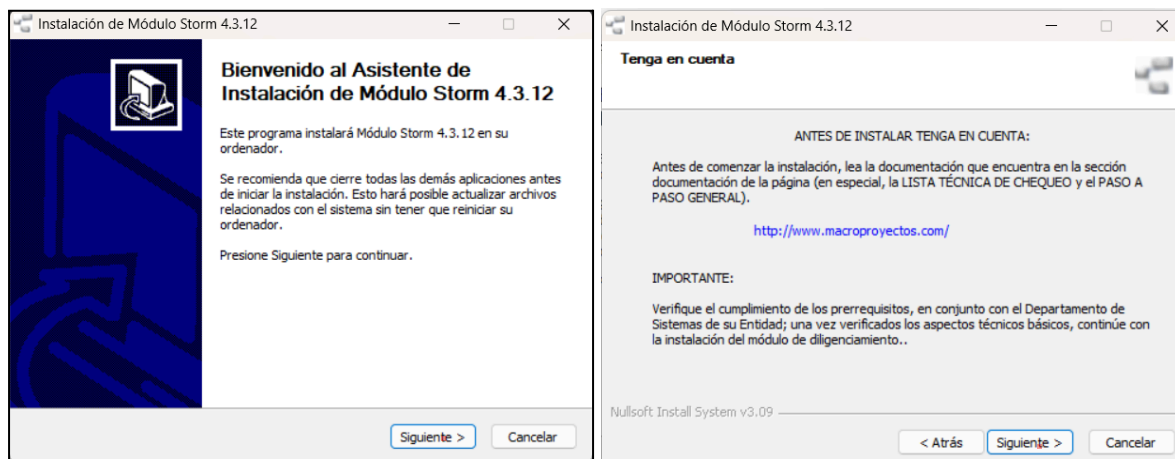 Instalación de Módulo Storm 4.3.12
Bienvenido al Asistente de
Instalación de Módulo Storm 4.3.12
Este programa instalará Módulo Storm 4.3.12 en su
ordenador.
Se recomienda que cierre todas las demás aplicaciones antes
de iniciar la instalación. Esto hará posible actualizar archivos
relacionados con el sistema sin tener que reiniciar su
ordenador.
Presione Siguiente para continuar.
Siguiente >
Cancelar
Instalación de Módulo Storm 4.3.12
Tenga en cuenta
ANTES DE INSTALAR TENGA EN CUENTA:
Antes de comenzar la instalación, lea la documentación que encuentra en la sección
documentación de la página (en especial, la LISTA TÉCNICA DE CHEQUEO y el PASO A
PASO GENERAL).
http://www.macroproyectos.com/
IMPORTANTE:
Verifique el cumplimiento de los prerrequisitos, en conjunto con el Departamento de
Sistemas de su Entidad; una vez verificados los aspectos técnicos básicos, continúe con
la instalación del módulo de diligenciamiento..
Nullsoft Install System v3.09
< Atrás
Siguiente >
Cancelar